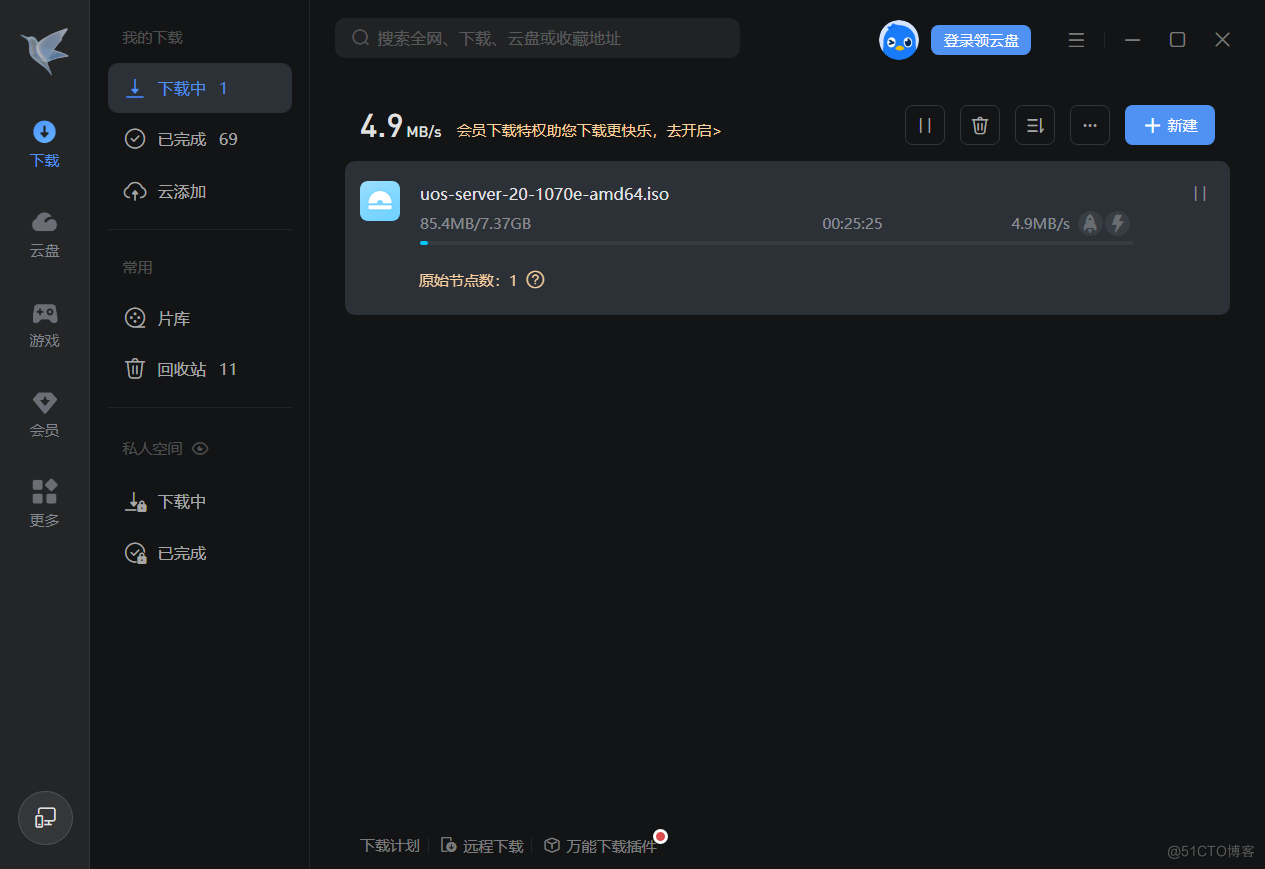 下载
云盘
游戏
会员
更多
我的下载
下载中 1
已完成 69
云添加
常用
片库
回收站 11
私人空间
下载中
已完成
搜索全网、下载、云盘或收藏地址
登录领云盘
4.9 MB/s 会员下载特权助您下载更快乐，去开启>
新建
uos-server-20-1070e-amd64.iso
85.4MB/7.37GB 00:25:25 4.9MB/s
原始节点数：1
下载计划 远程下载 万能下载插件
@51CTO博客